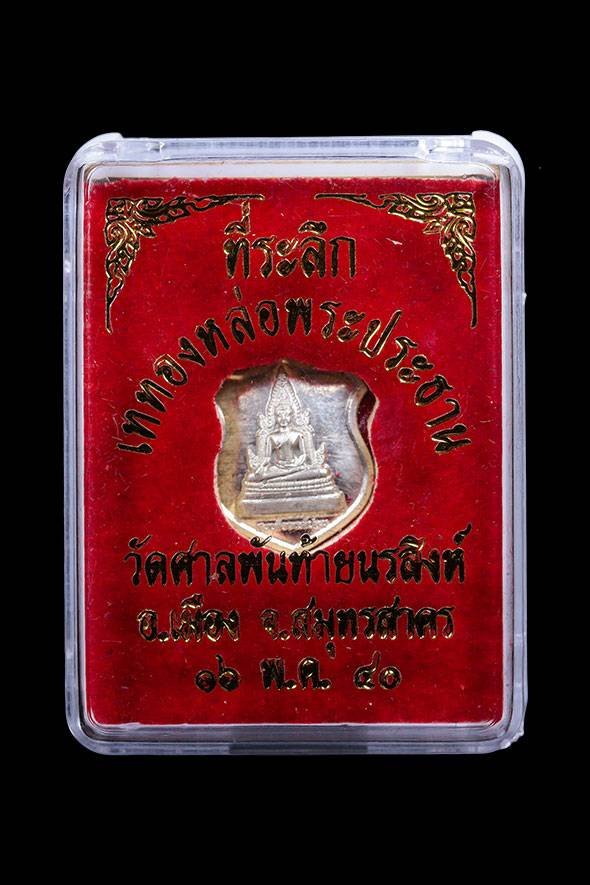 ที่ระลึก
เททองหล่อพระประธาน
วัดศาลพันท้ายนรสิงห์
อ.เมือง จ.สมุทรสาคร
๑๖ พ.ค. ๔๐